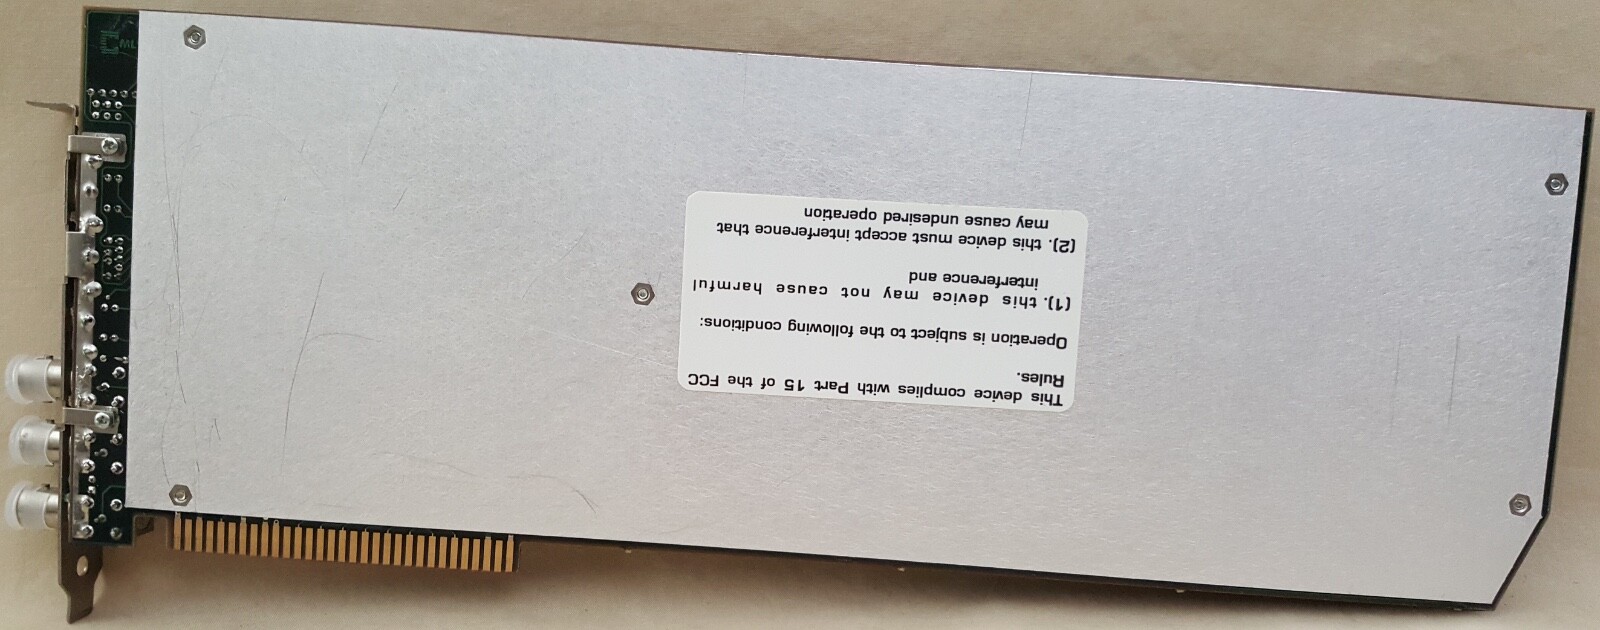 This device complies with Part 15 of the FCC
Rules.
Operation is subject to the following conditions:
(1). this device may not cause harmful
interference and
(2). this device must accept interference that
may cause undesired operation